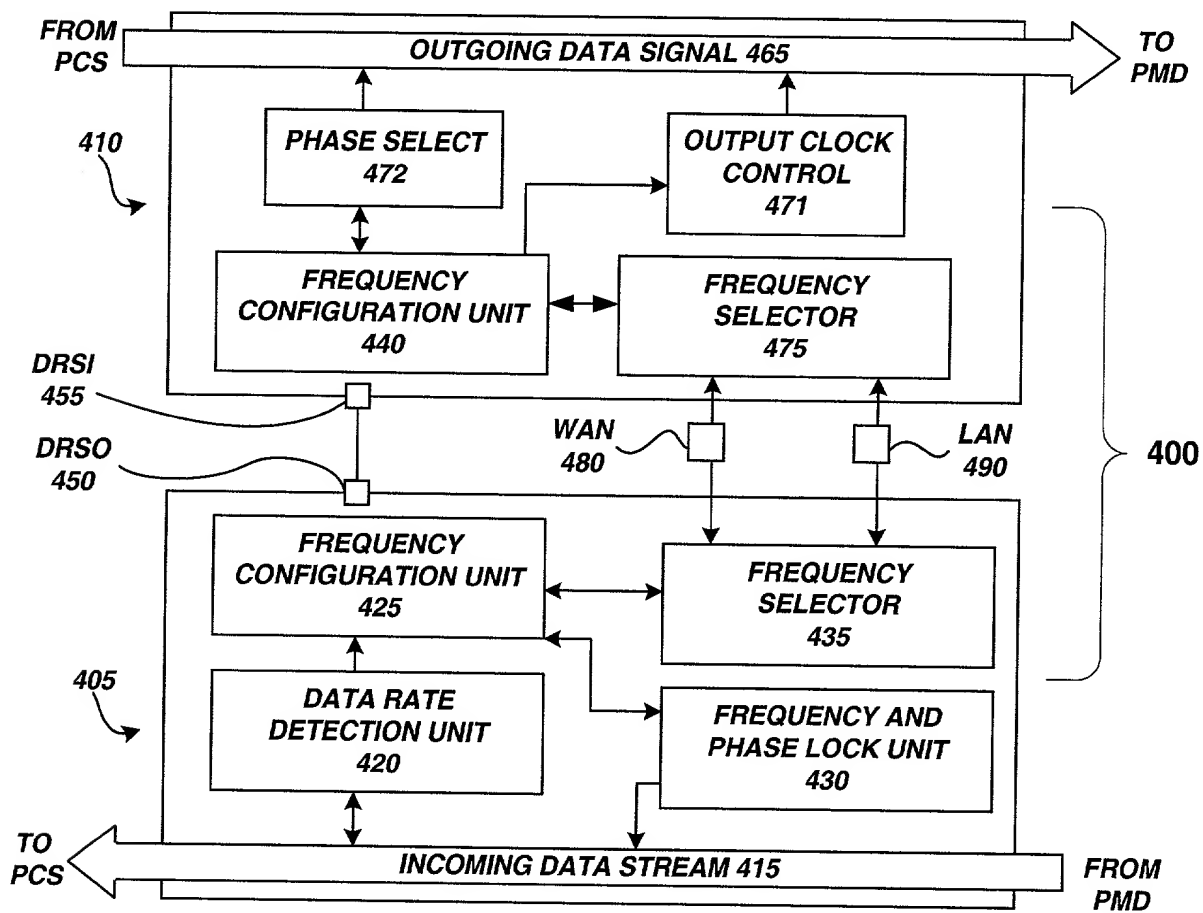 FROM
PCS
OUTGOING DATA SIGNAL 465
TO
PMD
410
PHASE SELECT
472
OUTPUT CLOCK
CONTROL
471
FREQUENCY
CONFIGURATION UNIT
440
FREQUENCY
SELECTOR
475
DRSI
455
DRSO
450
WAN
480
LAN
490
400
FREQUENCY
CONFIGURATION UNIT
425
FREQUENCY
SELECTOR
435
405
DATA RATE
DETECTION UNIT
420
FREQUENCY AND
PHASE LOCK UNIT
430
TO
PCS
INCOMING DATA STREAM 415
FROM
PMD